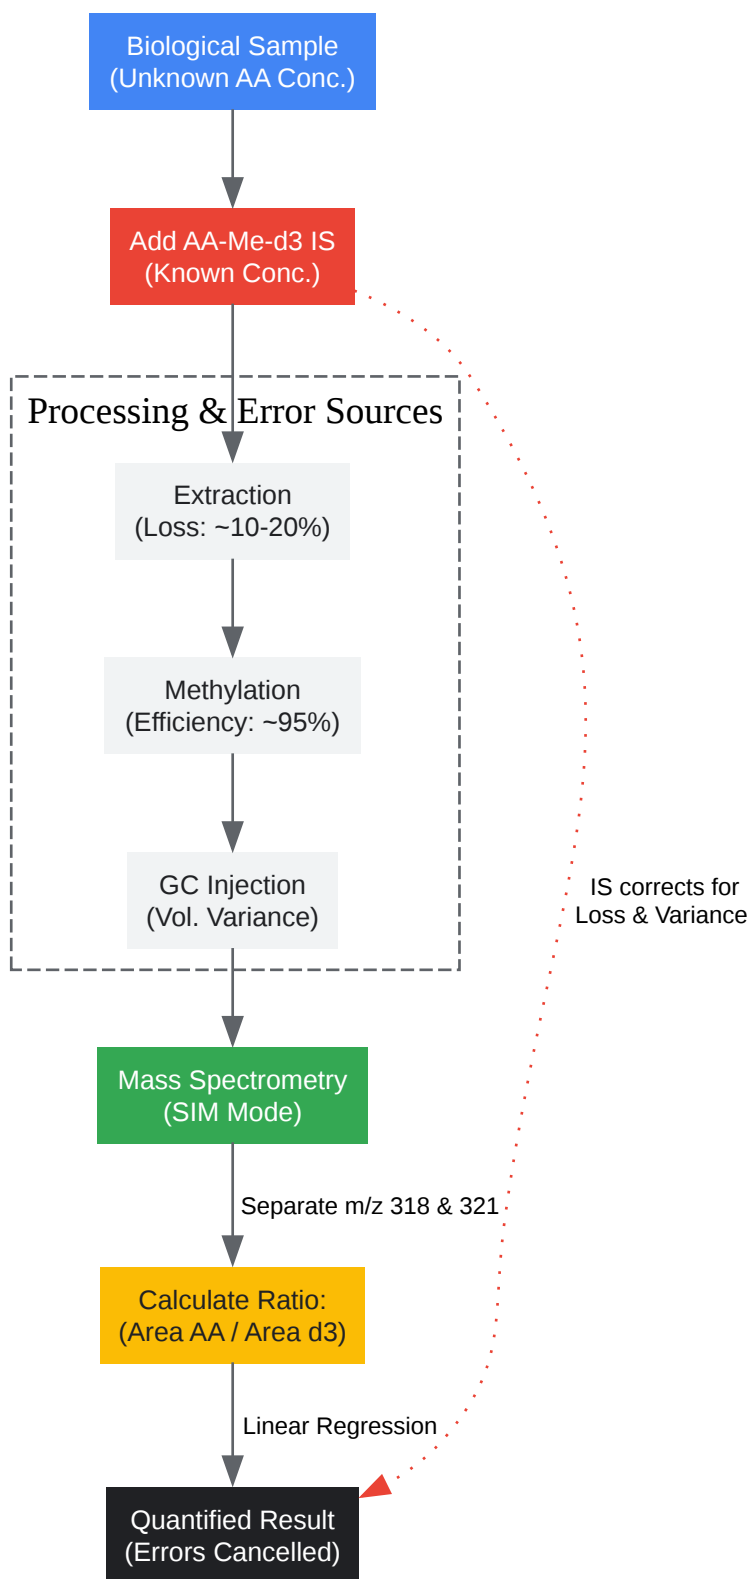 Biological Sample
(Unknown AA Conc.)
Add AA-Me-d3 IS
(Known Conc.)
Processing & Error Sources
Extraction
(Loss: ~10-20%)
Methylation
(Efficiency: ~95%)
GC Injection
(Vol. Variance)
IS corrects for
Loss & Variance
Mass Spectrometry
(SIM Mode)
Separate m/z 318 & 321
Calculate Ratio:
(Area AA / Area d3)
Linear Regression
Quantified Result
(Errors Cancelled)